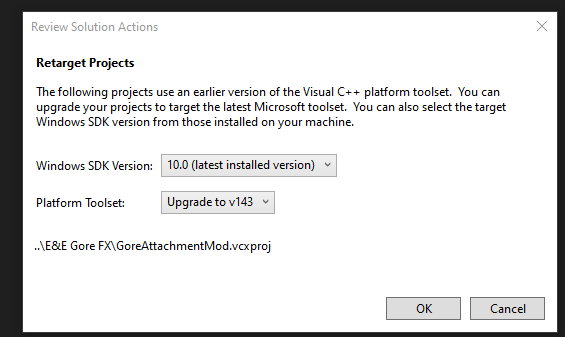 Review Solution Actions
Retarget Projects
The following projects use an earlier version of the Visual C++ platform toolset.  You can
upgrade your projects to target the latest Microsoft toolset.  You can also select the target
Windows SDK version from those installed on your machine.
Windows SDK Version: 10.0 (latest installed version)
Platform Toolset: Upgrade to v143
..\E&E Gore FX\GoreAttachmentMod.vcxproj
OK Cancel